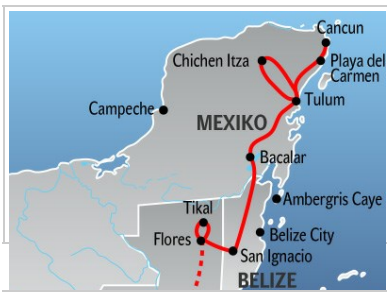 Cancun
Chichen Itza
Playa del
Carmen
Tulum
Campeche
MEXIKO
Bacalar
Ambergris Caye
Tikal
Flores
Belize City
San Ignacio
BELIZE